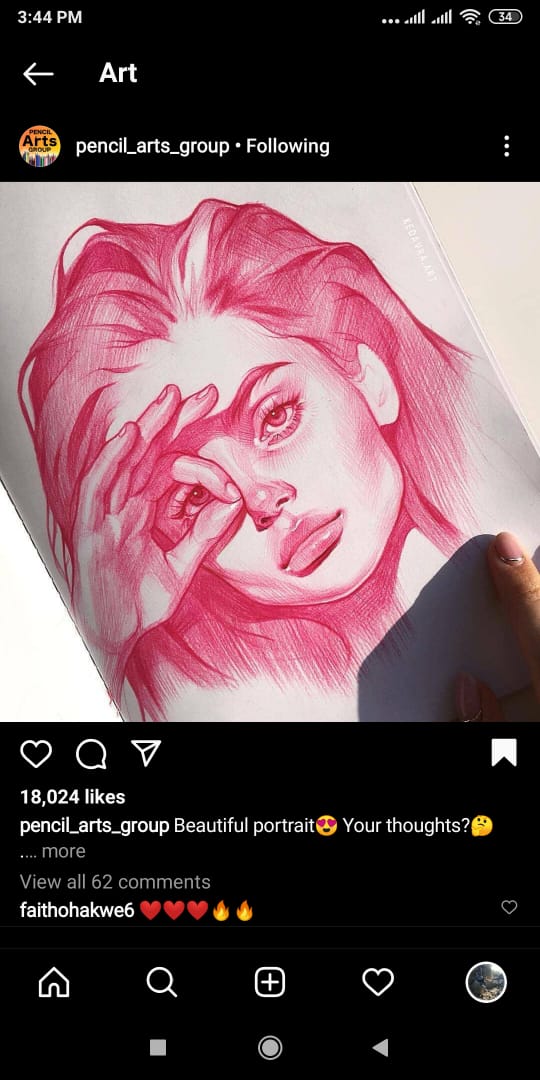 3:44 PM
34
Art
PENCIL
Arts
GROUP
pencil_arts_group • Following
KEDAVRA.ART
18,024 likes
pencil_arts_group Beautiful portrait😍 Your thoughts?🤔
.... more
View all 62 comments
faithohakwe6 ❤️❤️❤️🔥🔥